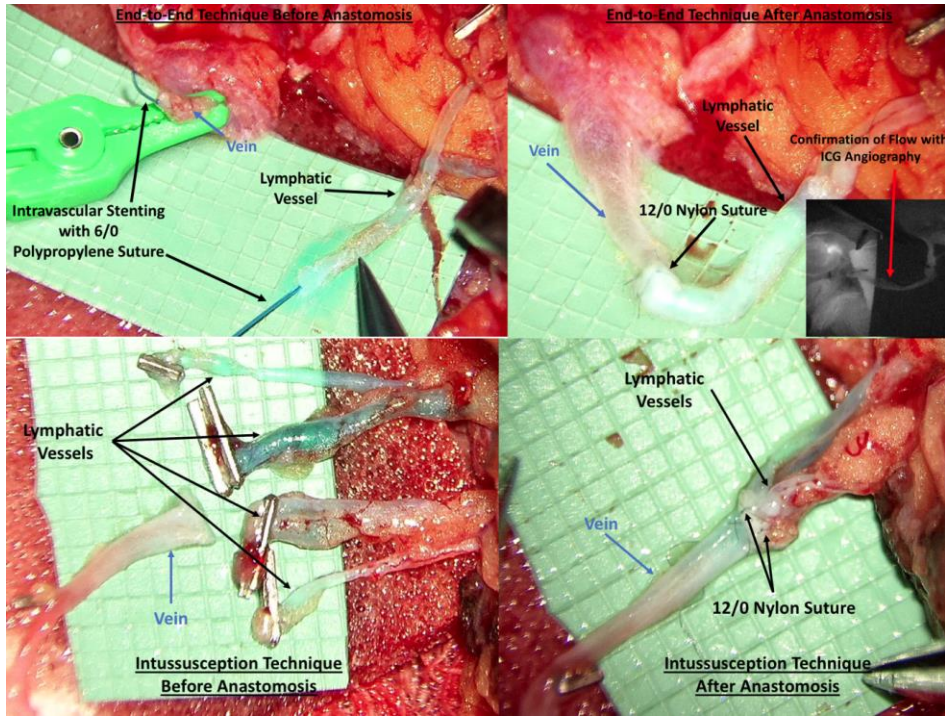 End-to-End Technique Before Anastomosis
Vein
Lymphatic
Vessel
Intravascular Stenting
with 6/0
Polypropylene Suture
End-to-End Technique After Anastomosis
Lymphatic
Vessel
Confirmation of Flow with
ICG Angiography
Vein
12/0 Nylon Suture
Lymphatic
Vessels
Vein
Intussusception Technique
Before Anastomosis
Lymphatic
Vessels
Vein
12/0 Nylon Suture
Intussusception Technique
After Anastomosis